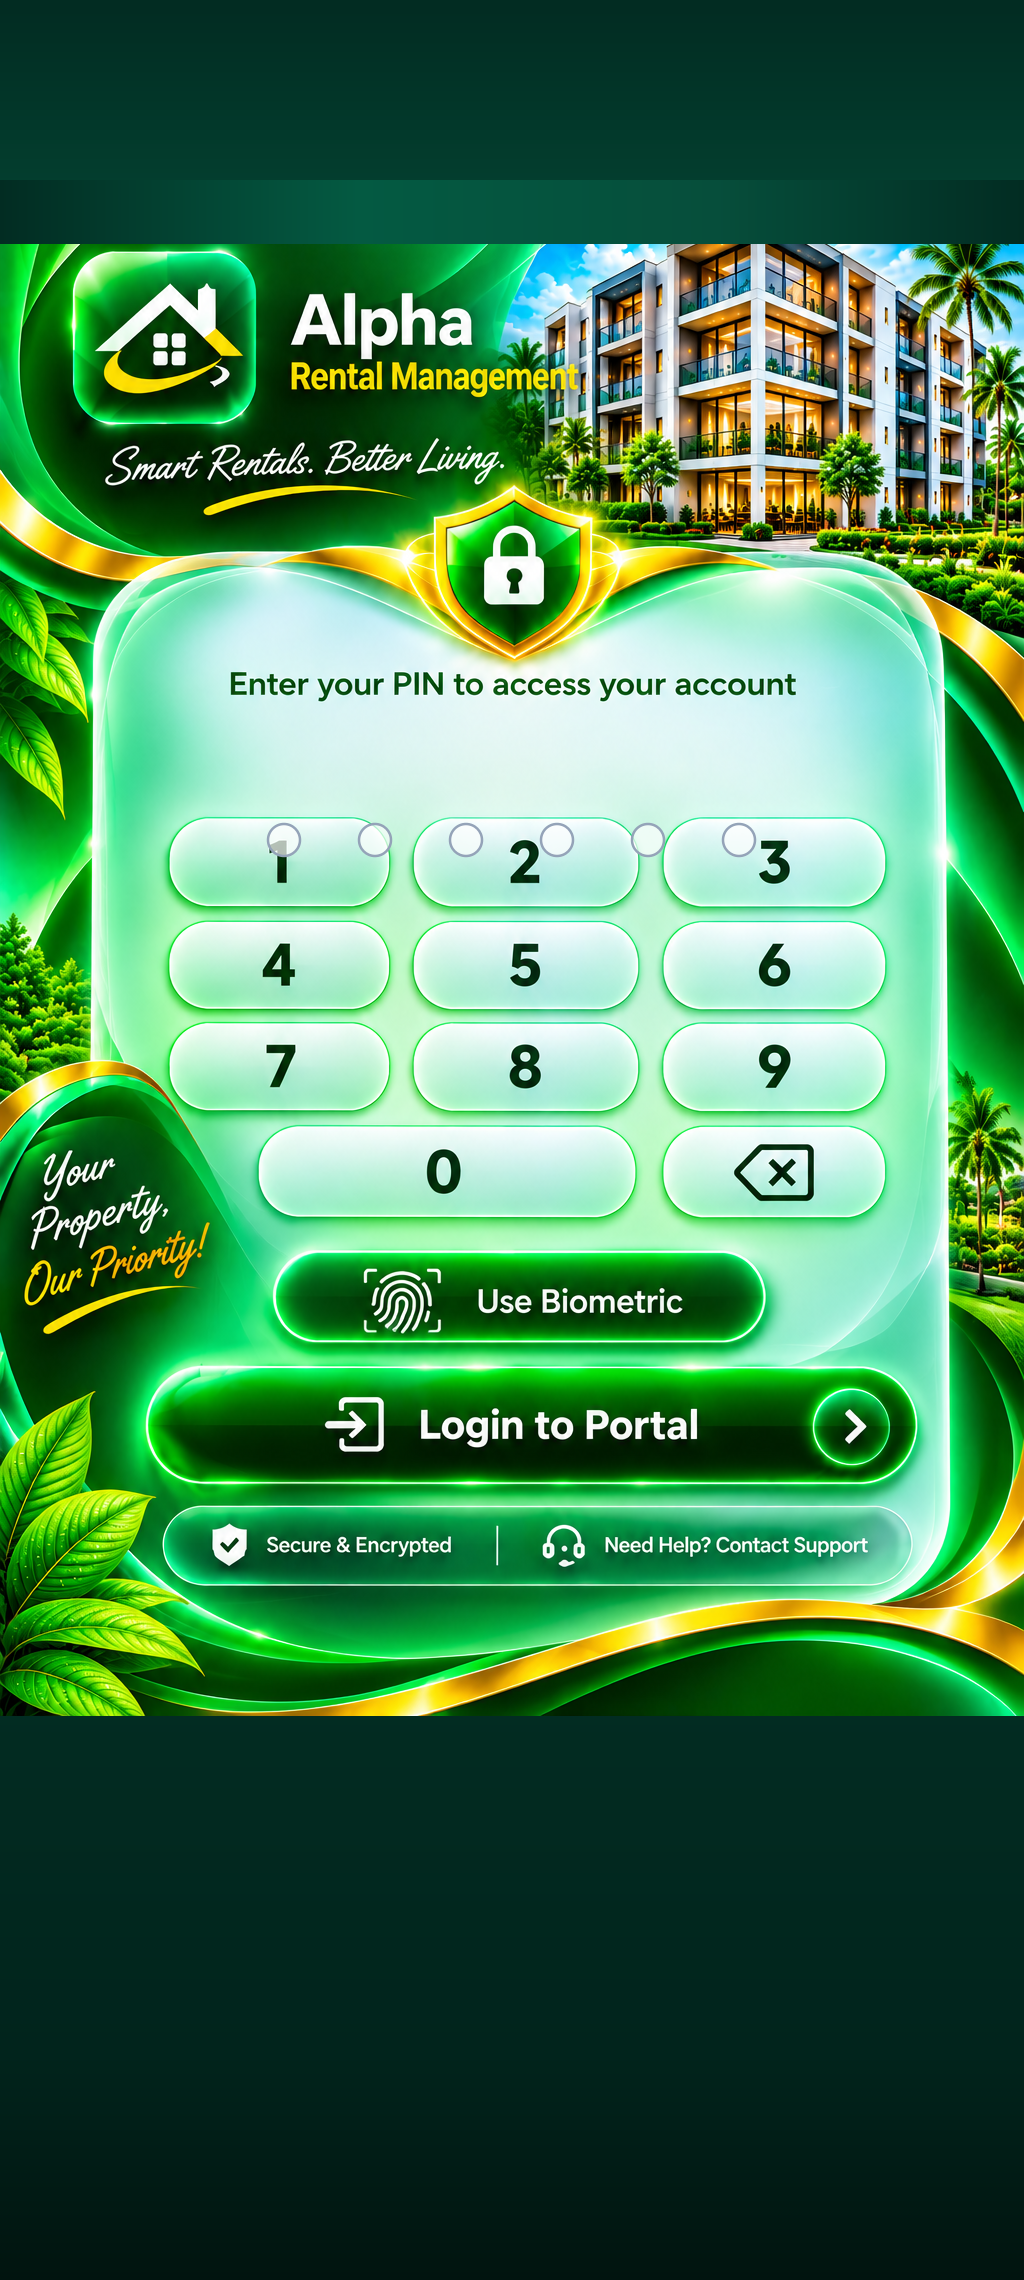 Alpha
Rental Management
Smart Rentals. Better Living.
Enter your PIN to access your account
1 2 3
4 5 6
7 8 9
0
Your
Property,
Our Priority!
Use Biometric
Login to Portal
Secure & Encrypted Need Help? Contact Support